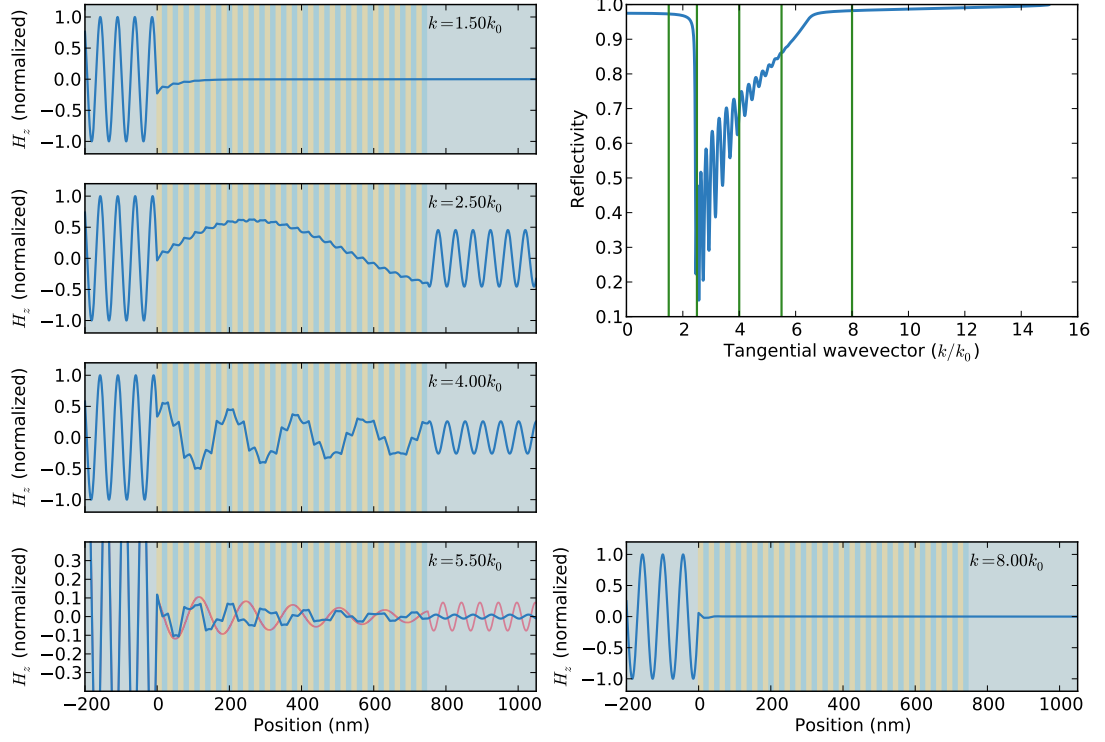 1.0
0.5
0.0
−0.5
−1.0
H_z (normalized)
k=1.50k_0
1.0
0.5
0.0
−0.5
−1.0
H_z (normalized)
k=2.50k_0
1.0
0.5
0.0
−0.5
−1.0
H_z (normalized)
k=4.00k_0
0.3
0.2
0.1
0.0
−0.1
−0.2
−0.3
H_z (normalized)
k=5.50k_0
−200 0 200 400 600 800 1000
Position (nm)
1.0
0.9
0.8
0.7
0.6
0.5
0.4
0.3
0.2
0.1
Reflectivity
0 2 4 6 8 10 12 14 16
Tangential wavevector (k/k_0)
1.0
0.5
0.0
−0.5
−1.0
H_z (normalized)
k=8.00k_0
−200 0 200 400 600 800 1000
Position (nm)